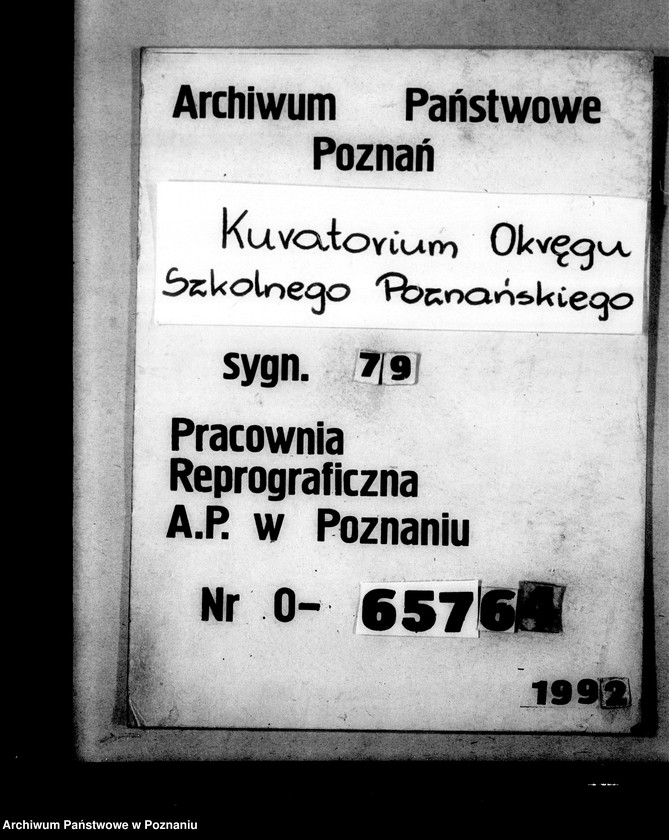 Archiwum Państwowe
Poznań
Kuratorium Okręgu
Szkolnego Poznańskiego
sygn. 79
Pracownia
Reprograficzna
A.P. w Poznaniu
Nr 0- 65764
1992
Archiwum Państwowe w Poznaniu